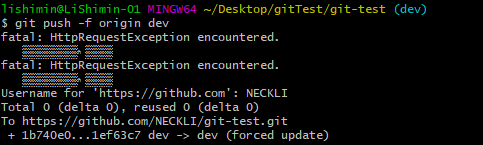 lishimin@LiShimin-01 MINGW64 ~/Desktop/gitTest/git-test (dev)
$ git push -f origin dev
fatal: HttpRequestException encountered.
fatal: HttpRequestException encountered.
Username for 'https://github.com': NECKLI
Total 0 (delta 0), reused 0 (delta 0)
To https://github.com/NECKLI/git-test.git
+ 1b740e0...1ef63c7 dev -> dev (forced update)